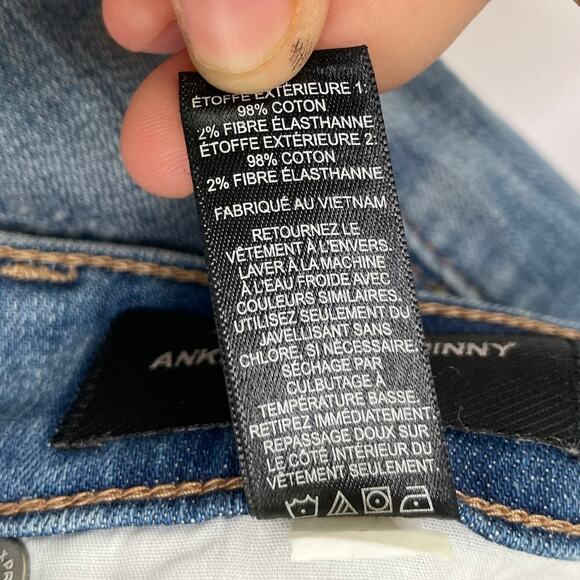 ÉTOFFE EXTÉRIEURE 1:
98% COTON
2% FIBRE ÉLASTHANNE
ÉTOFFE EXTÉRIEURE 2:
98% COTON
2% FIBRE ÉLASTHANNE
FABRIQUÉ AU VIETNAM
RETOURNEZ LE
VÊTEMENT À L'ENVERS.
LAVER À LA MACHINE
À L'EAU FROIDE AVEC
COULEURS SIMILAIRES.
UTILISEZ SEULEMENT DU
JAVELLISANT SANS
CHLORE, SI NÉCESSAIRE.
SÉCHAGE PAR
CULBUTAGE À
TEMPÉRATURE BASSE.
RETIREZ IMMÉDIATEMENT.
REPASSAGE DOUX SUR
LE CÔTÉ INTÉRIEUR DU
VÊTEMENT SEULEMENT.